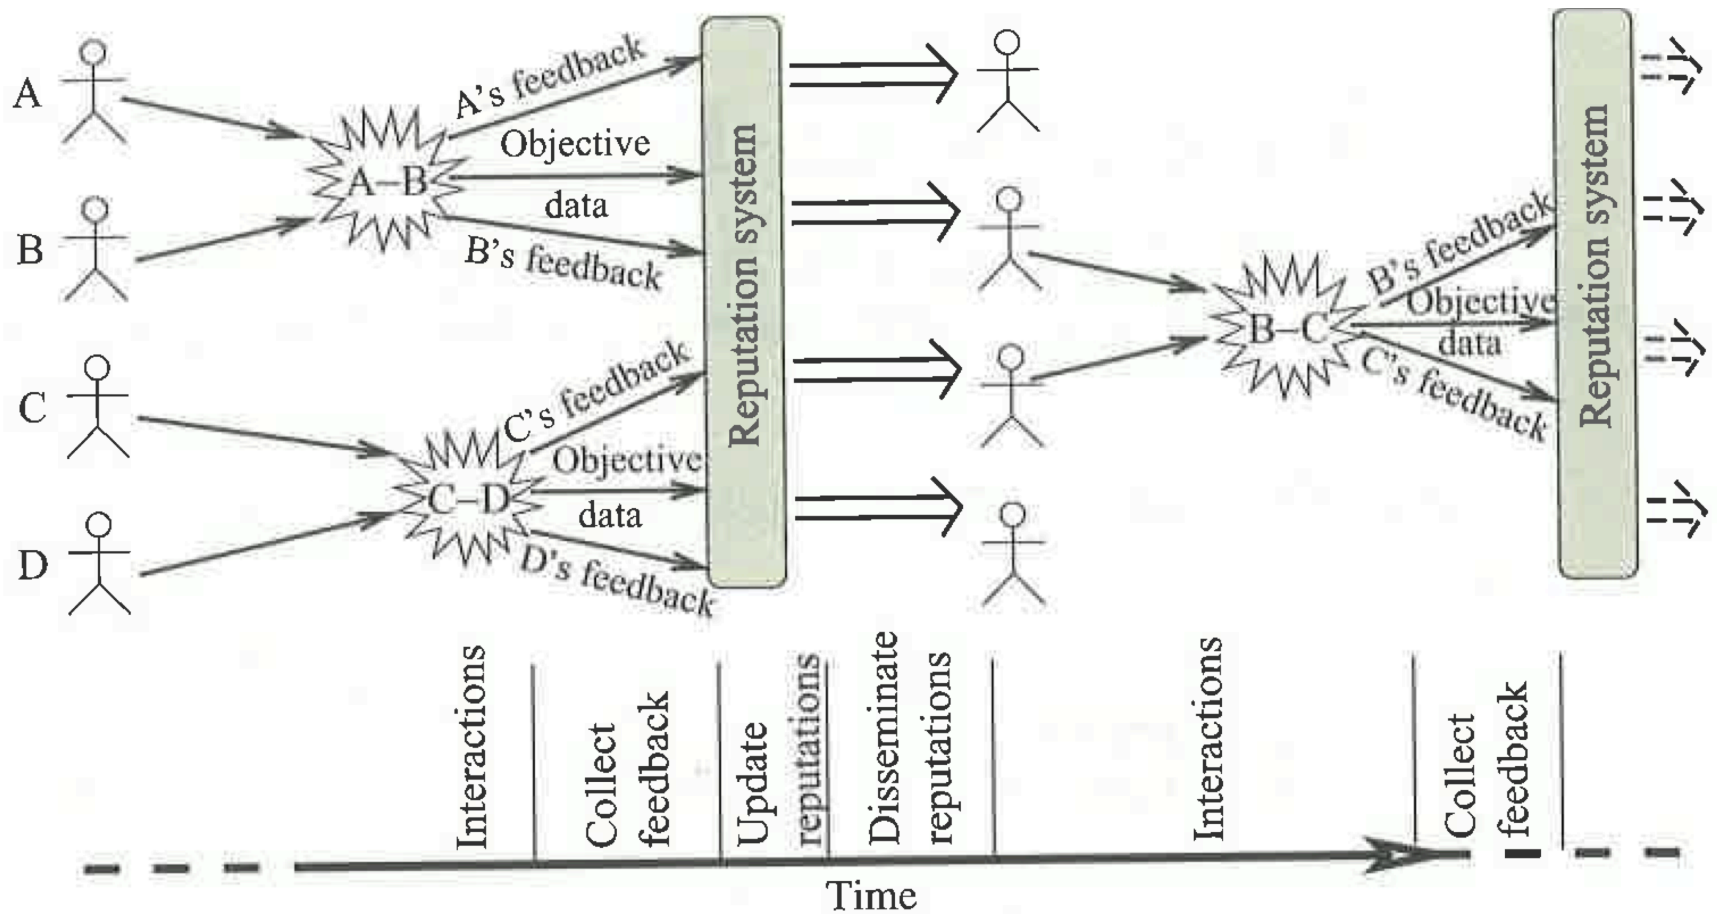 A
B
C
D
A–B
A's feedback
Objective
data
B's feedback
C–D
C's feedback
Objective
data
D's feedback
Reputation system
B–C
B's feedback
Objective
data
C's feedback
Reputation system
Interactions
Collect
feedback
Update
reputations
Disseminate
reputations
Interactions
Collect
feedback
Time